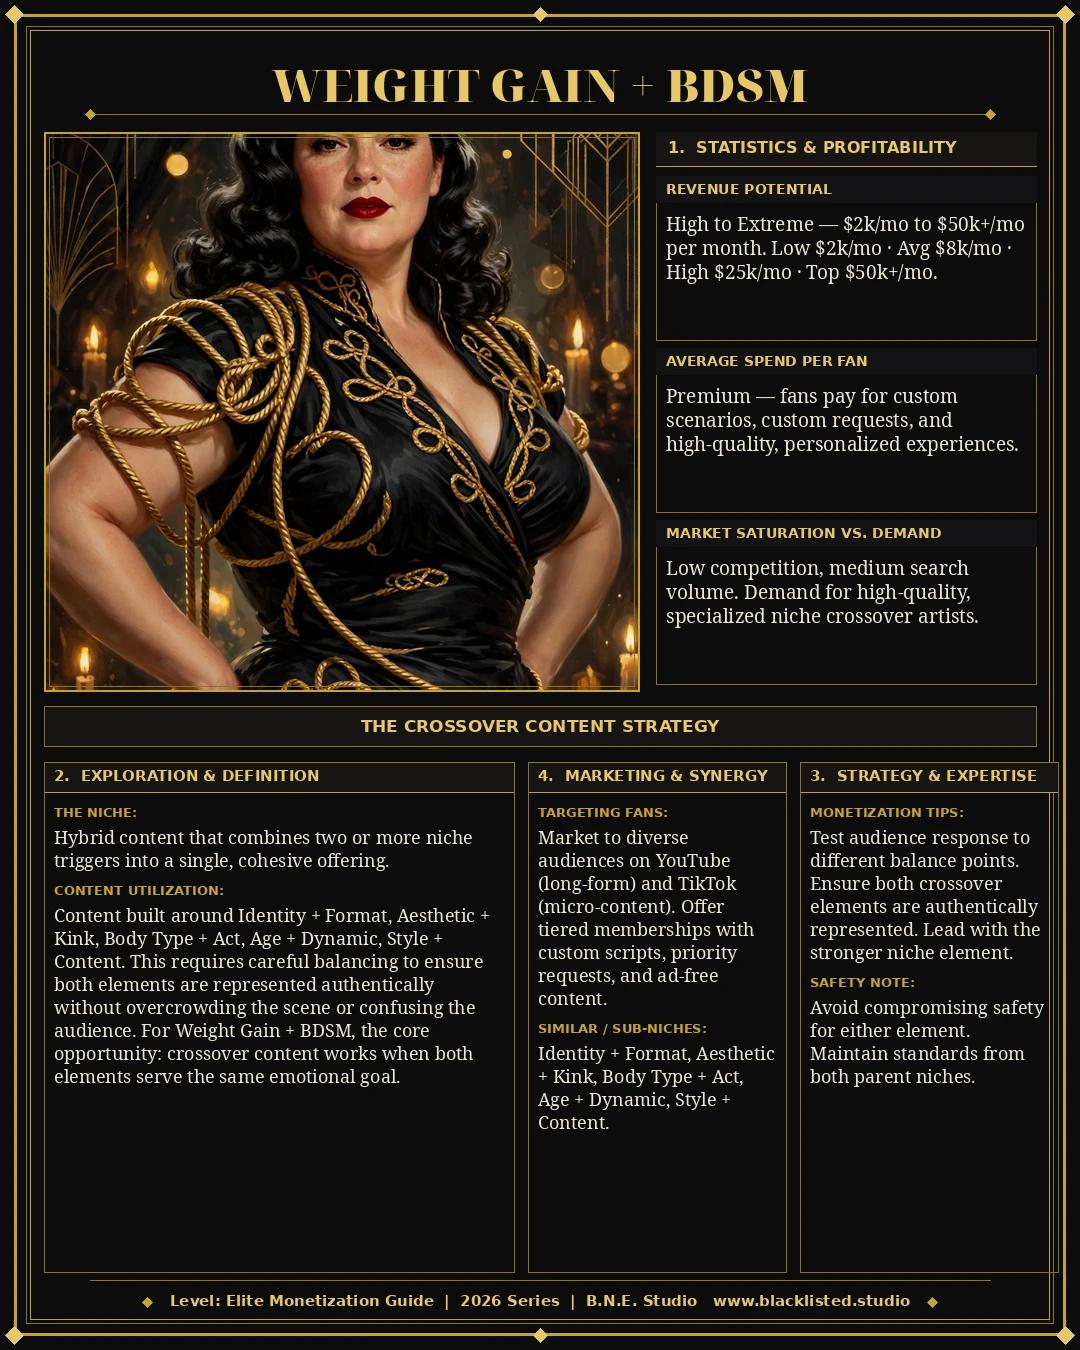 WEIGHT GAIN + BDSM
1. STATISTICS & PROFITABILITY
REVENUE POTENTIAL
High to Extreme — $2k/mo to $50k+/mo
per month. Low $2k/mo · Avg $8k/mo ·
High $25k/mo · Top $50k+/mo.
AVERAGE SPEND PER FAN
Premium — fans pay for custom
scenarios, custom requests, and
high-quality, personalized experiences.
MARKET SATURATION VS. DEMAND
Low competition, medium search
volume. Demand for high-quality,
specialized niche crossover artists.
THE CROSSOVER CONTENT STRATEGY
2. EXPLORATION & DEFINITION
THE NICHE:
Hybrid content that combines two or more niche
triggers into a single, cohesive offering.
CONTENT UTILIZATION:
Content built around Identity + Format, Aesthetic +
Kink, Body Type + Act, Age + Dynamic, Style +
Content. This requires careful balancing to ensure
both elements are represented authentically
without overcrowding the scene or confusing the
audience. For Weight Gain + BDSM, the core
opportunity: crossover content works when both
elements serve the same emotional goal.
4. MARKETING & SYNERGY
TARGETING FANS:
Market to diverse
audiences on YouTube
(long-form) and TikTok
(micro-content). Offer
tiered memberships with
custom scripts, priority
requests, and ad-free
content.
SIMILAR / SUB-NICHES:
Identity + Format, Aesthetic
+ Kink, Body Type + Act,
Age + Dynamic, Style +
Content.
3. STRATEGY & EXPERTISE
MONETIZATION TIPS:
Test audience response to
different balance points.
Ensure both crossover
elements are authentically
represented. Lead with the
stronger niche element.
SAFETY NOTE:
Avoid compromising safety
for either element.
Maintain standards from
both parent niches.
Level: Elite Monetization Guide | 2026 Series | B.N.E. Studio www.blacklisted.studio